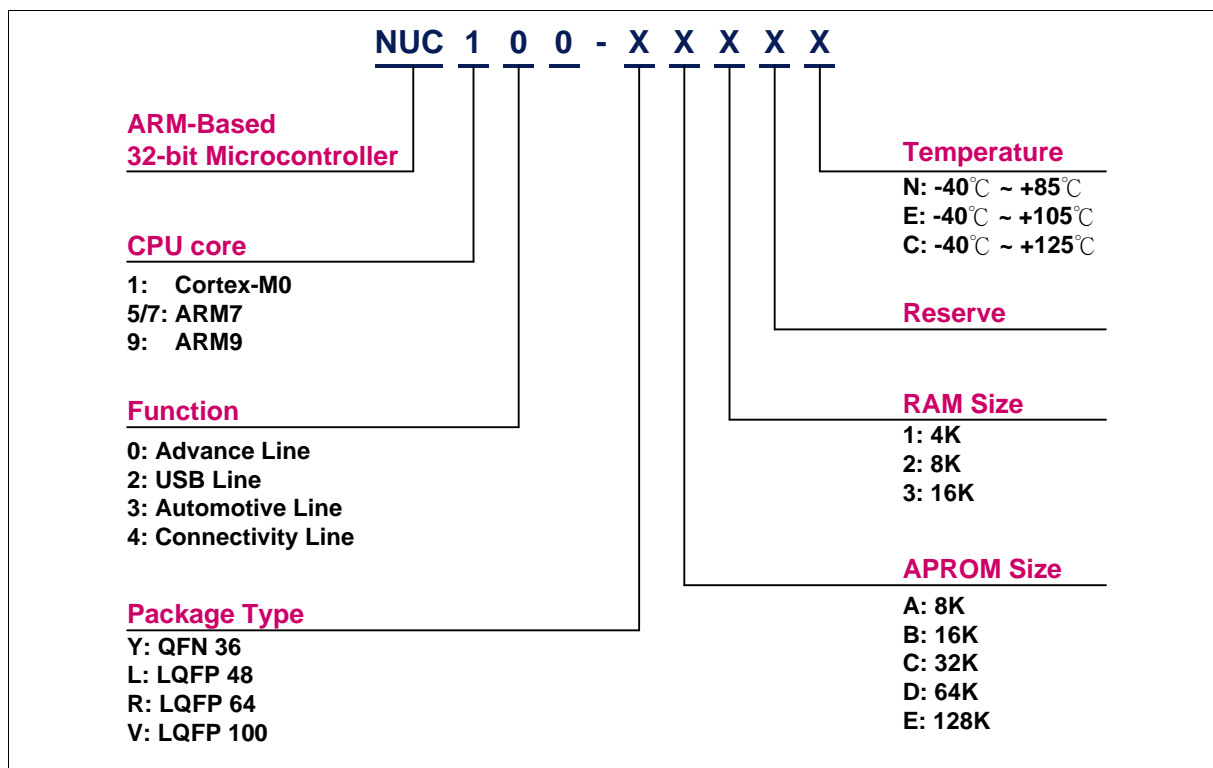 NUC 1 0 0 - X X X X X
ARM-Based
32-bit Microcontroller
CPU core
1: Cortex-M0
5/7: ARM7
9: ARM9
Function
0: Advance Line
2: USB Line
3: Automotive Line
4: Connectivity Line
Package Type
Y: QFN 36
L: LQFP 48
R: LQFP 64
V: LQFP 100
Temperature
N: -40℃ ~ +85℃
E: -40℃ ~ +105℃
C: -40℃ ~ +125℃
Reserve
RAM Size
1: 4K
2: 8K
3: 16K
APROM Size
A: 8K
B: 16K
C: 32K
D: 64K
E: 128K